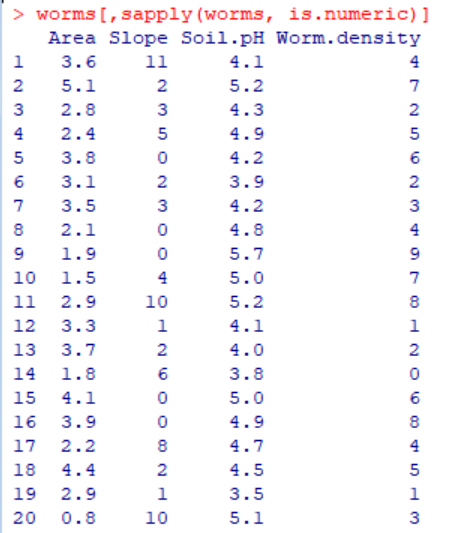 > worms[,sapply(worms, is.numeric)]
   Area Slope Soil.pH Worm.density
1   3.6    11     4.1            4
2   5.1     2     5.2            7
3   2.8     3     4.3            2
4   2.4     5     4.9            5
5   3.8     0     4.2            6
6   3.1     2     3.9            2
7   3.5     3     4.2            3
8   2.1     0     4.8            4
9   1.9     0     5.7            9
10  1.5     4     5.0            7
11  2.9    10     5.2            8
12  3.3     1     4.1            1
13  3.7     2     4.0            2
14  1.8     6     3.8            0
15  4.1     0     5.0            6
16  3.9     0     4.9            8
17  2.2     8     4.7            4
18  4.4     2     4.5            5
19  2.9     1     3.5            1
20  0.8    10     5.1            3